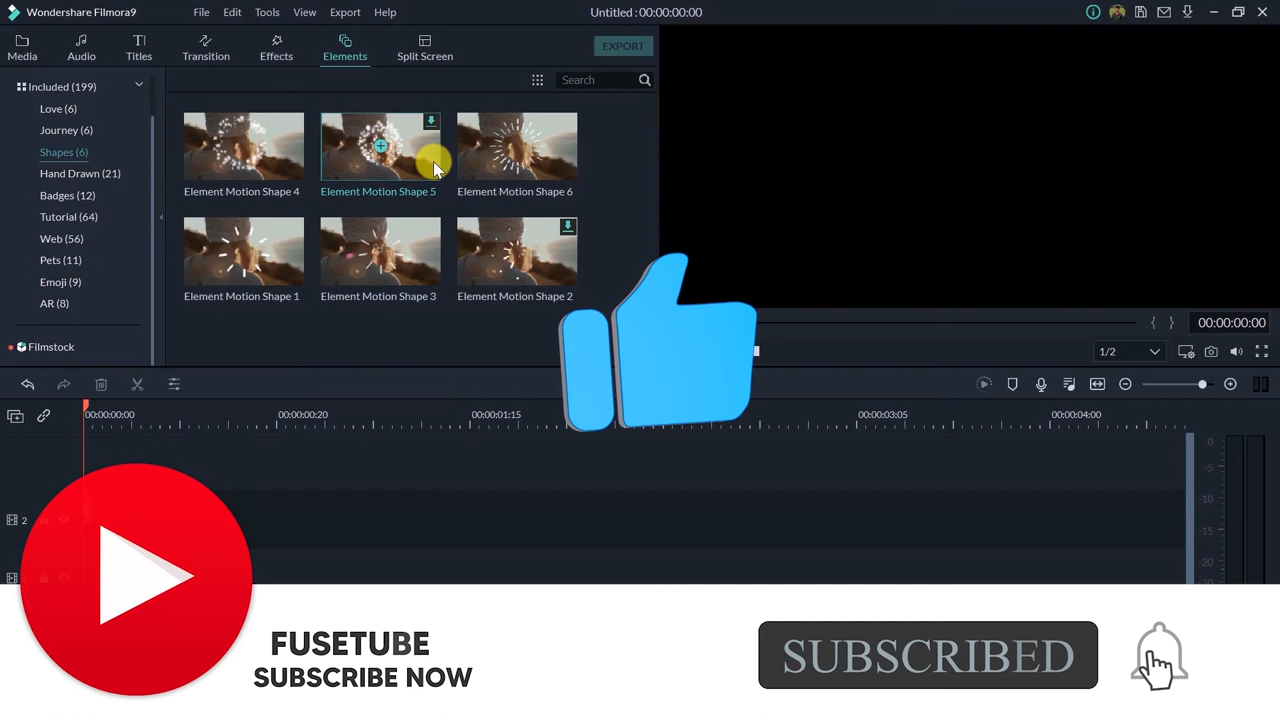 Wondershare Filmora9
File
Edit
Tools
View
Export
Help
Untitled : 00:00:00:00
Media
Audio
Titles
Transition
Effects
Elements
Split Screen
EXPORT
Included (199)
Love (6)
Journey (6)
Shapes (6)
Hand Drawn (21)
Badges (12)
Tutorial (64)
Web (56)
Pets (11)
Emoji (9)
AR (8)
Filmstock
Search
Element Motion Shape 4
Element Motion Shape 5
Element Motion Shape 6
Element Motion Shape 1
Element Motion Shape 3
Element Motion Shape 2
00:00:00:00
1/2
00:00:00:00
00:00:00:20
00:00:01:15
00:00:03:05
00:00:04:00
0
-5
-10
-15
-20
2
FUSETUBE
SUBSCRIBE NOW
SUBSCRIBED